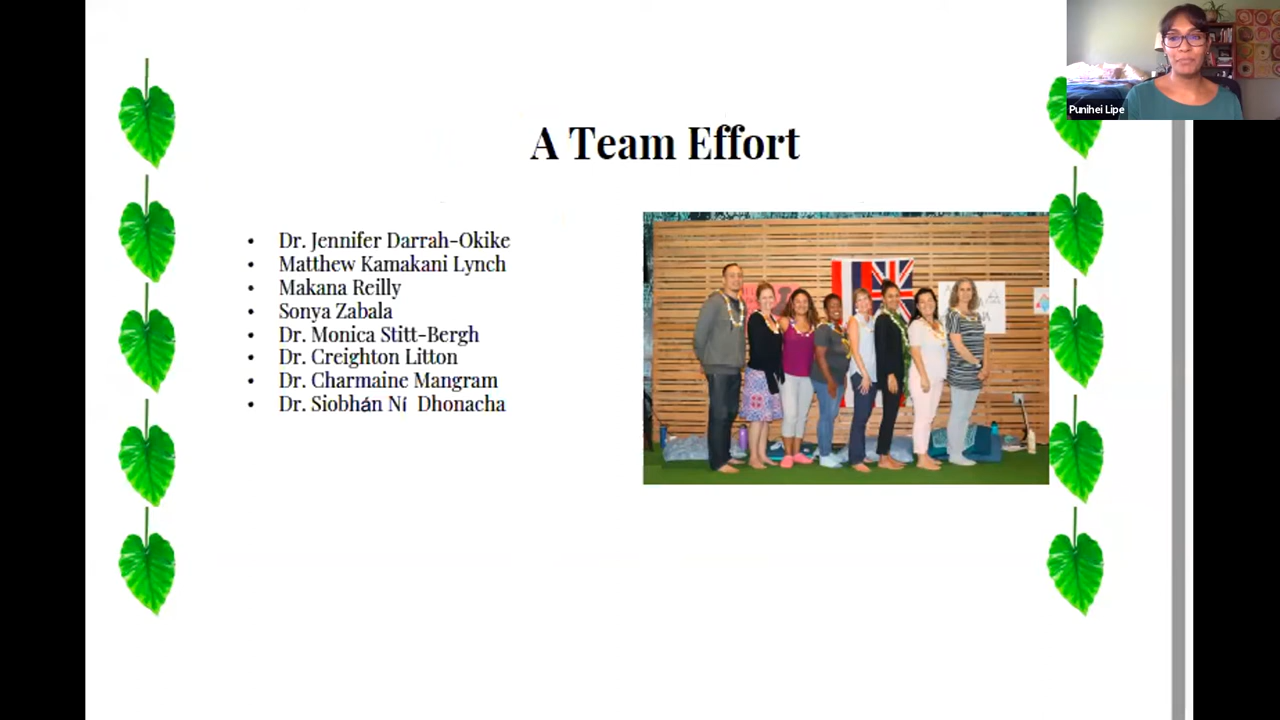 Punihei Lipe
A Team Effort
• Dr. Jennifer Darrah-Okike
• Matthew Kamakani Lynch
• Makana Reilly
• Sonya Zabala
• Dr. Monica Stitt-Bergh
• Dr. Creighton Litton
• Dr. Charmaine Mangram
• Dr. Siobhán Ní Dhonacha